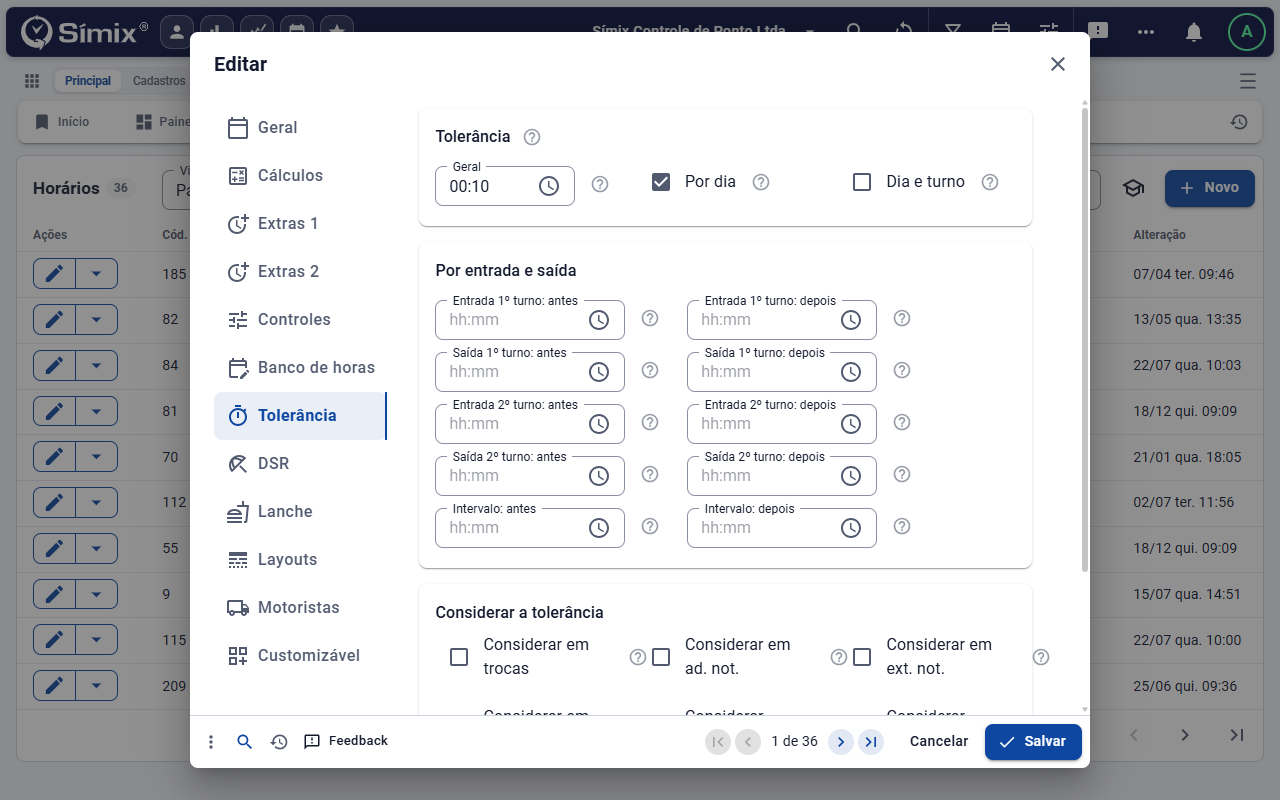 Símix®
Símix Controle de Ponto Ltda
A
Principal
Cadastros
Início
Horários 36
Novo
Ações
Cód.
Alteração
185
07/04 ter. 09:46
82
13/05 qua. 13:35
84
22/07 qua. 10:03
81
18/12 qui. 09:09
70
21/01 qua. 18:05
112
02/07 ter. 11:56
55
18/12 qui. 09:09
9
15/07 qua. 14:51
115
22/07 qua. 10:00
209
25/06 qui. 09:36
Editar
Geral
Cálculos
Extras 1
Extras 2
Controles
Banco de horas
Tolerância
DSR
Lanche
Layouts
Motoristas
Customizável
Tolerância
Geral
00:10
Por dia
Dia e turno
Por entrada e saída
Entrada 1º turno: antes
hh:mm
Entrada 1º turno: depois
hh:mm
Saída 1º turno: antes
hh:mm
Saída 1º turno: depois
hh:mm
Entrada 2º turno: antes
hh:mm
Entrada 2º turno: depois
hh:mm
Saída 2º turno: antes
hh:mm
Saída 2º turno: depois
hh:mm
Intervalo: antes
hh:mm
Intervalo: depois
hh:mm
Considerar a tolerância
Considerar em
trocas
Considerar em
ad. not.
Considerar em
ext. not.
Considerar em
Considerar
Considerar
Feedback
1 de 36
Cancelar
Salvar